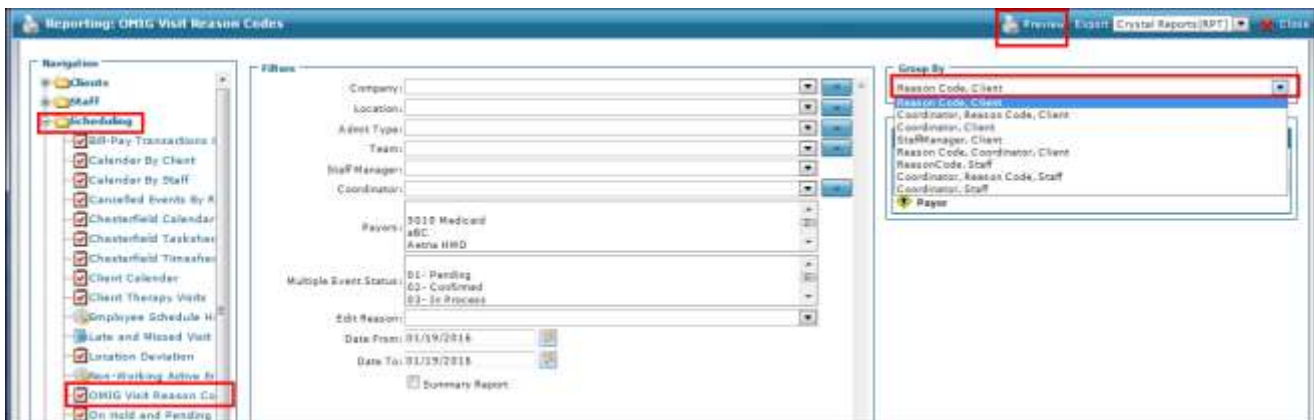 Reporting: OMIG Visit Reason Codes
Preview Export Crystal Reports(RPT) Close
Navigation
Clients
Staff
Scheduling
Bill-Pay Transactions
Calendar By Client
Calendar By Staff
Cancelled Events By R
Chesterfield Calendar
Chesterfield Tasksheet
Chesterfield Timeshee
Client Calender
Client Therapy Visits
Employee Schedule Hi
Late and Missed Visit
Location Deviation
Non-Working Active
OMIG Visit Reason Co
On Hold and Pending
Filters
Company:
Location:
Admit Type:
Team:
Staff Manager:
Coordinator:
Payors:
5010 Medicaid
aBC
Aetna HMO
Multiple Event Status:
01- Pending
02- Confirmed
03- In Process
Edit Reason:
Date From: 01/19/2016
Date To: 01/19/2016
Summary Report
Group By
Reason Code, Client
Reason Code, Client
Coordinator, Reason Code, Client
Coordinator, Client
StaffManager, Client
Reason Code, Coordinator, Client
ReasonCode, Staff
Coordinator, Reason Code, Staff
Coordinator, Staff
Payor